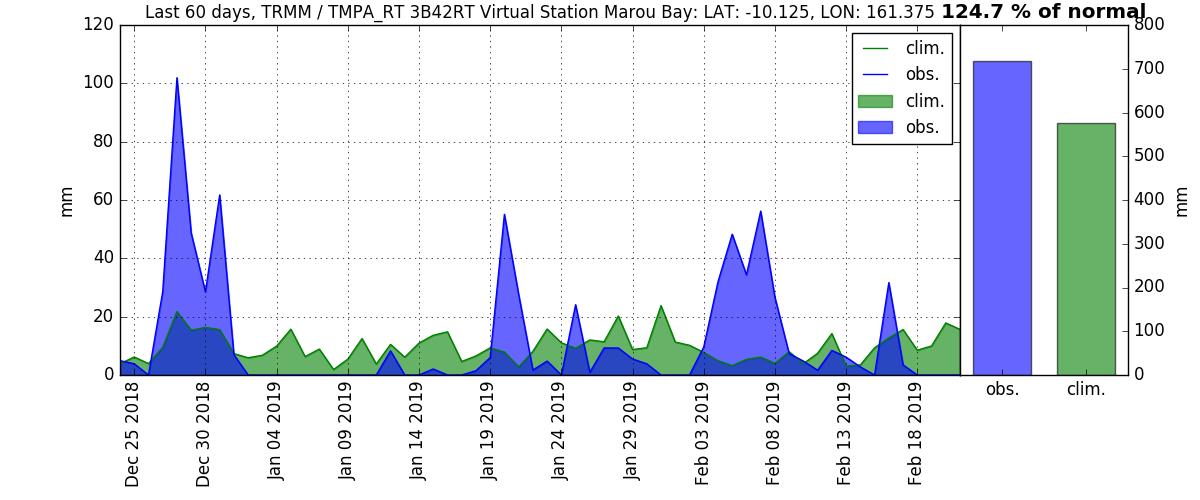 Last 60 days, TRMM / TMPA_RT 3B42RT Virtual Station Marou Bay: LAT: -10.125, LON: 161.375 124.7 % of normal
120
100
80
60
40
20
0
mm
clim.
obs.
clim.
obs.
800
700
600
500
400
300
200
100
0
mm
Dec 25 2018
Dec 30 2018
Jan 04 2019
Jan 09 2019
Jan 14 2019
Jan 19 2019
Jan 24 2019
Jan 29 2019
Feb 03 2019
Feb 08 2019
Feb 13 2019
Feb 18 2019
obs.
clim.